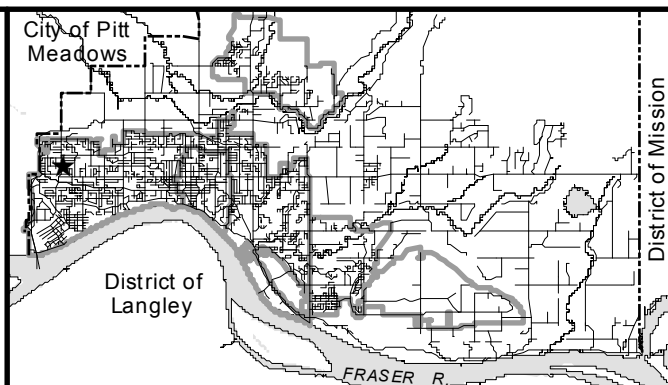 City of Pitt
Meadows
District of Mission
District of
Langley
FRASER R.